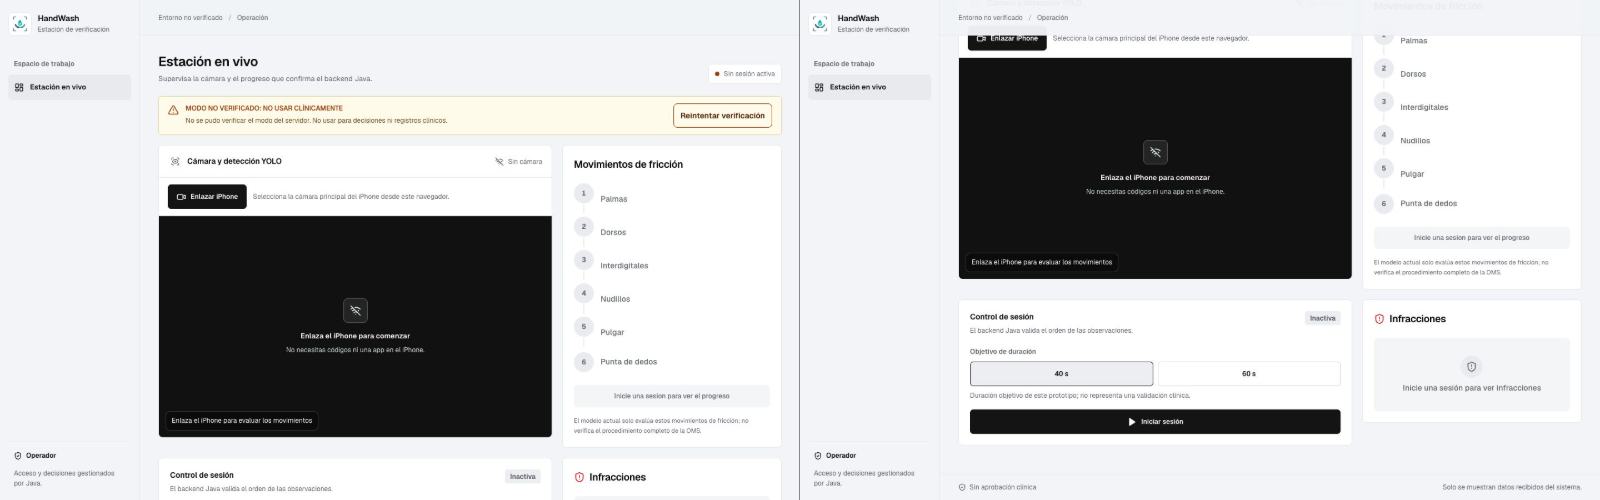 HandWash
Estación de verificación
Espacio de trabajo
Estación en vivo
Operador
Acceso y decisiones gestionados
por Java.
Entorno no verificado / Operación
Estación en vivo
Supervisa la cámara y el progreso que confirma el backend Java.
Sin sesión activa
MODO NO VERIFICADO: NO USAR CLÍNICAMENTE
No se pudo verificar el modo del servidor. No usar para decisiones ni registros clínicos.
Reintentar verificación
Cámara y detección YOLO
Sin cámara
Enlazar iPhone
Selecciona la cámara principal del iPhone desde este navegador.
Enlaza el iPhone para comenzar
No necesitas códigos ni una app en el iPhone.
Enlaza el iPhone para evaluar los movimientos
Movimientos de fricción
1 Palmas
2 Dorsos
3 Interdigitales
4 Nudillos
5 Pulgar
6 Punta de dedos
Inicie una sesion para ver el progreso
El modelo actual solo evalúa estos movimientos de fricción; no
verifica el procedimiento completo de la OMS.
Control de sesión
Inactiva
El backend Java valida el orden de las observaciones.
Infracciones
HandWash
Estación de verificación
Espacio de trabajo
Estación en vivo
Operador
Acceso y decisiones gestionados
por Java.
Entorno no verificado / Operación
Movimientos de fricción
Enlazar iPhone
Selecciona la cámara principal del iPhone desde este navegador.
Enlaza el iPhone para comenzar
No necesitas códigos ni una app en el iPhone.
Enlaza el iPhone para evaluar los movimientos
1 Palmas
2 Dorsos
3 Interdigitales
4 Nudillos
5 Pulgar
6 Punta de dedos
Inicie una sesion para ver el progreso
El modelo actual solo evalúa estos movimientos de fricción; no
verifica el procedimiento completo de la OMS.
Control de sesión
Inactiva
El backend Java valida el orden de las observaciones.
Objetivo de duración
40 s
60 s
Duración objetivo de este prototipo; no representa una validación clínica.
Iniciar sesión
Infracciones
Inicie una sesión para ver infracciones
Sin aprobación clínica
Solo se muestran datos recibidos del sistema.